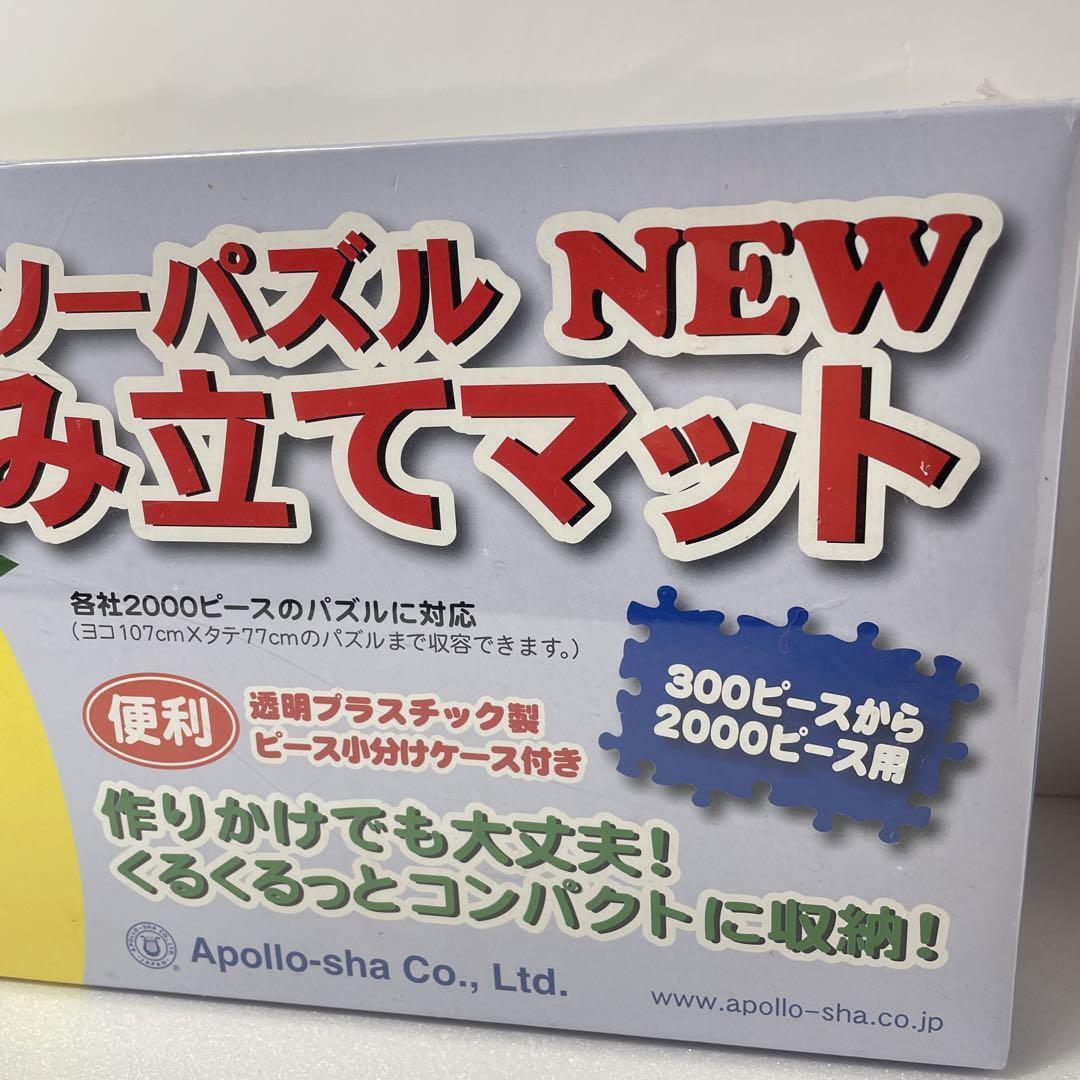 ソーパズル NEW
み立てマット
各社2000ピースのパズルに対応
(ヨコ107cm×タテ77cmのパズルまで収容できます。)
便利
透明プラスチック製
ピース小分けケース付き
300ピースから
2000ピース用
作りかけでも大丈夫!
くるくるっとコンパクトに収納!
APOLLO-SHA CO., LTD. JAPAN
®
Apollo-sha Co., Ltd.
www.apollo-sha.co.jp